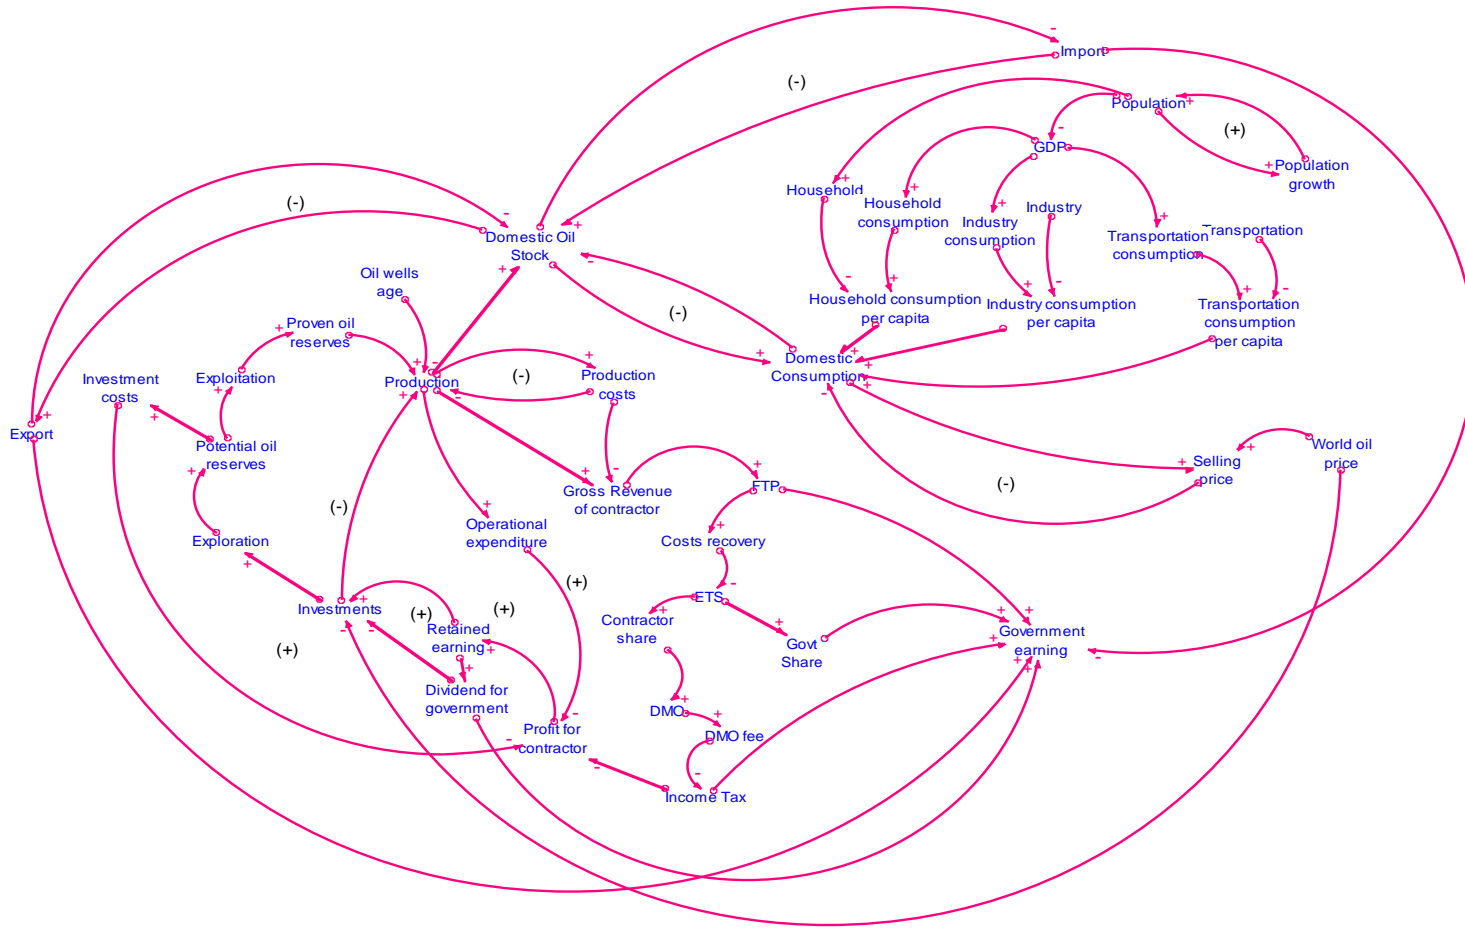 -
Import
(-)
Population
+
-
(+)
GDP
+
Population
growth
Household
+
Household
consumption
+
Industry
consumption
+
Industry
-
Transportation
consumption
+
Transportation
(-)
-
Domestic Oil
Stock
+
-
+
Oil wells
age
-
+
Household consumption
per capita
+
-
Industry consumption
per capita
+
-
Transportation
consumption
per capita
(-)
+
Proven oil
reserves
+
Domestic
Consumption
+
+
+
-
Investment
costs
+
Exploitation
+
+
-
Production
+
-
(-)
+
Production
costs
+
Export
+
Potential oil
reserves
+
+
-
Gross Revenue
of contractor
+
FTP
+
Selling
price
+
World oil
price
(-)
(-)
+
Operational
expenditure
+
Costs recovery
Exploration
+
(+)
-
ETS
Investments
+
-
-
(+)
(+)
(+)
Retained
earning
+
+
Contractor
share
+
+
Govt
Share
+
+
+
+
+
Government
earning
-
Dividend for
government
-
-
Profit for
contractor
-
DMO
+
+
DMO fee
-
Income Tax